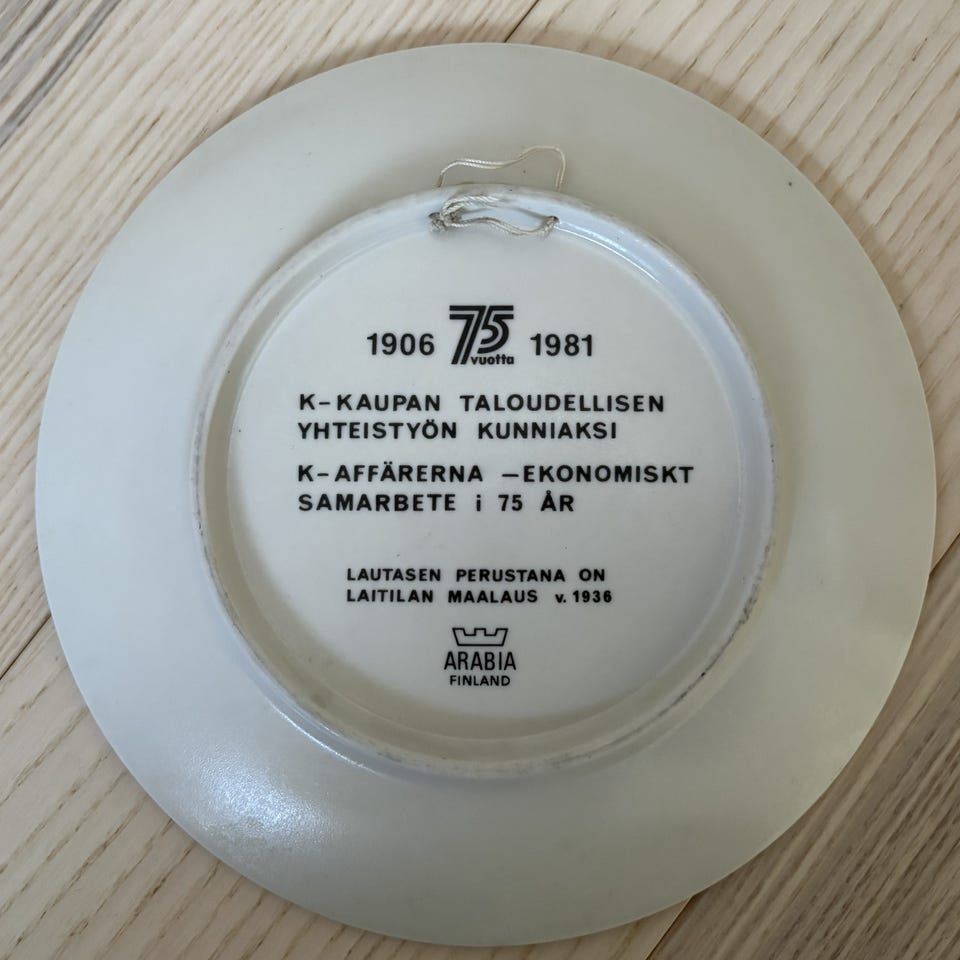 1906 75 vuotta 1981
K-KAUPAN TALOUDELLISEN
YHTEISTYÖN KUNNIAKSI
K-AFFÄRERNA –EKONOMISKT
SAMARBETE i 75 ÅR
LAUTASEN PERUSTANA ON
LAITILAN MAALAUS v. 1936
ARABIA
FINLAND